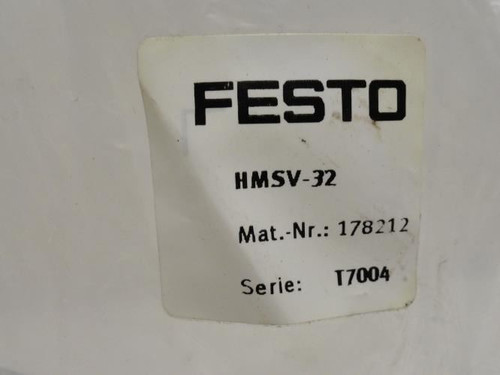 FESTO
HMSV-32
Mat.-Nr.: 178212
Serie: T7004